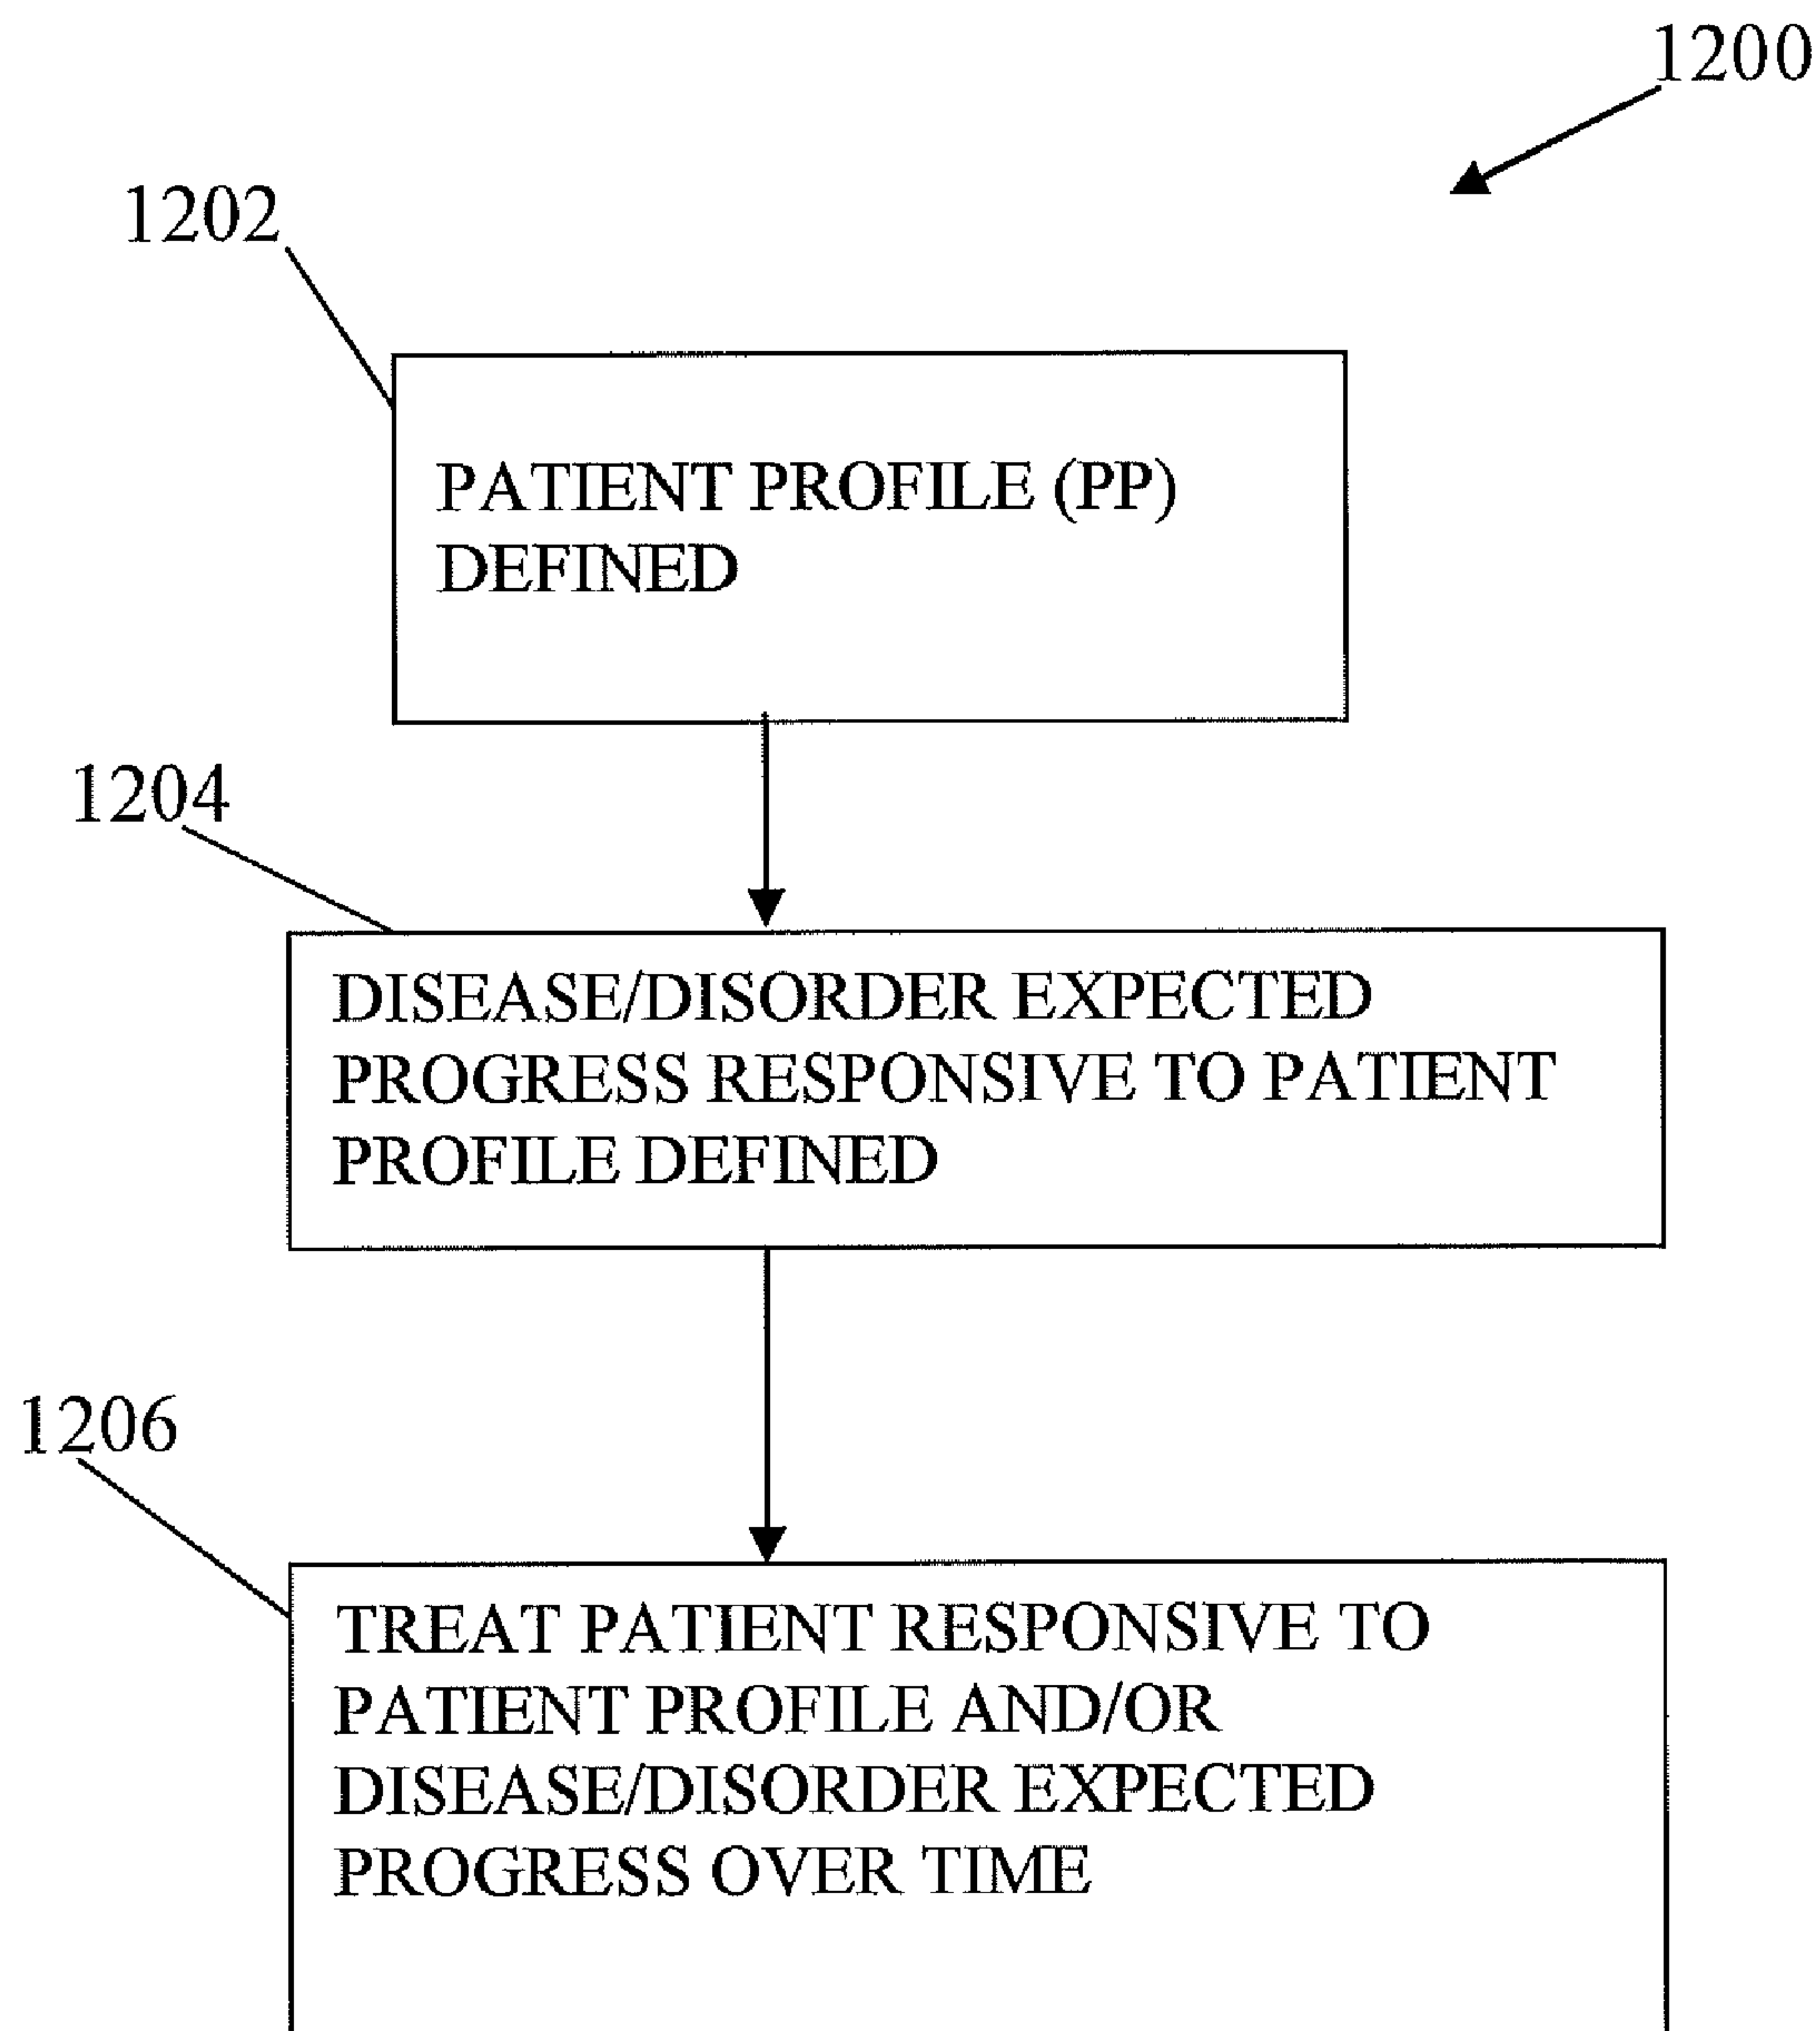 1200
1202
PATIENT PROFILE (PP)
DEFINED
1204
DISEASE/DISORDER EXPECTED
PROGRESS RESPONSIVE TO PATIENT
PROFILE DEFINED
1206
TREAT PATIENT RESPONSIVE TO
PATIENT PROFILE AND/OR
DISEASE/DISORDER EXPECTED
PROGRESS OVER TIME